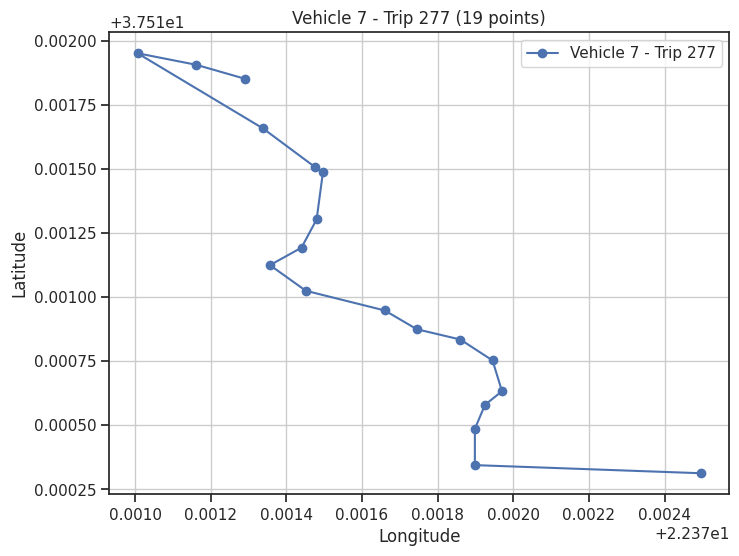 Vehicle 7 - Trip 277 (19 points)
+3.751e1
Vehicle 7 - Trip 277
0.00200
0.00175
0.00150
0.00125
0.00100
0.00075
0.00050
0.00025
Latitude
0.0010 0.0012 0.0014 0.0016 0.0018 0.0020 0.0022 0.0024
Longitude
+2.237e1